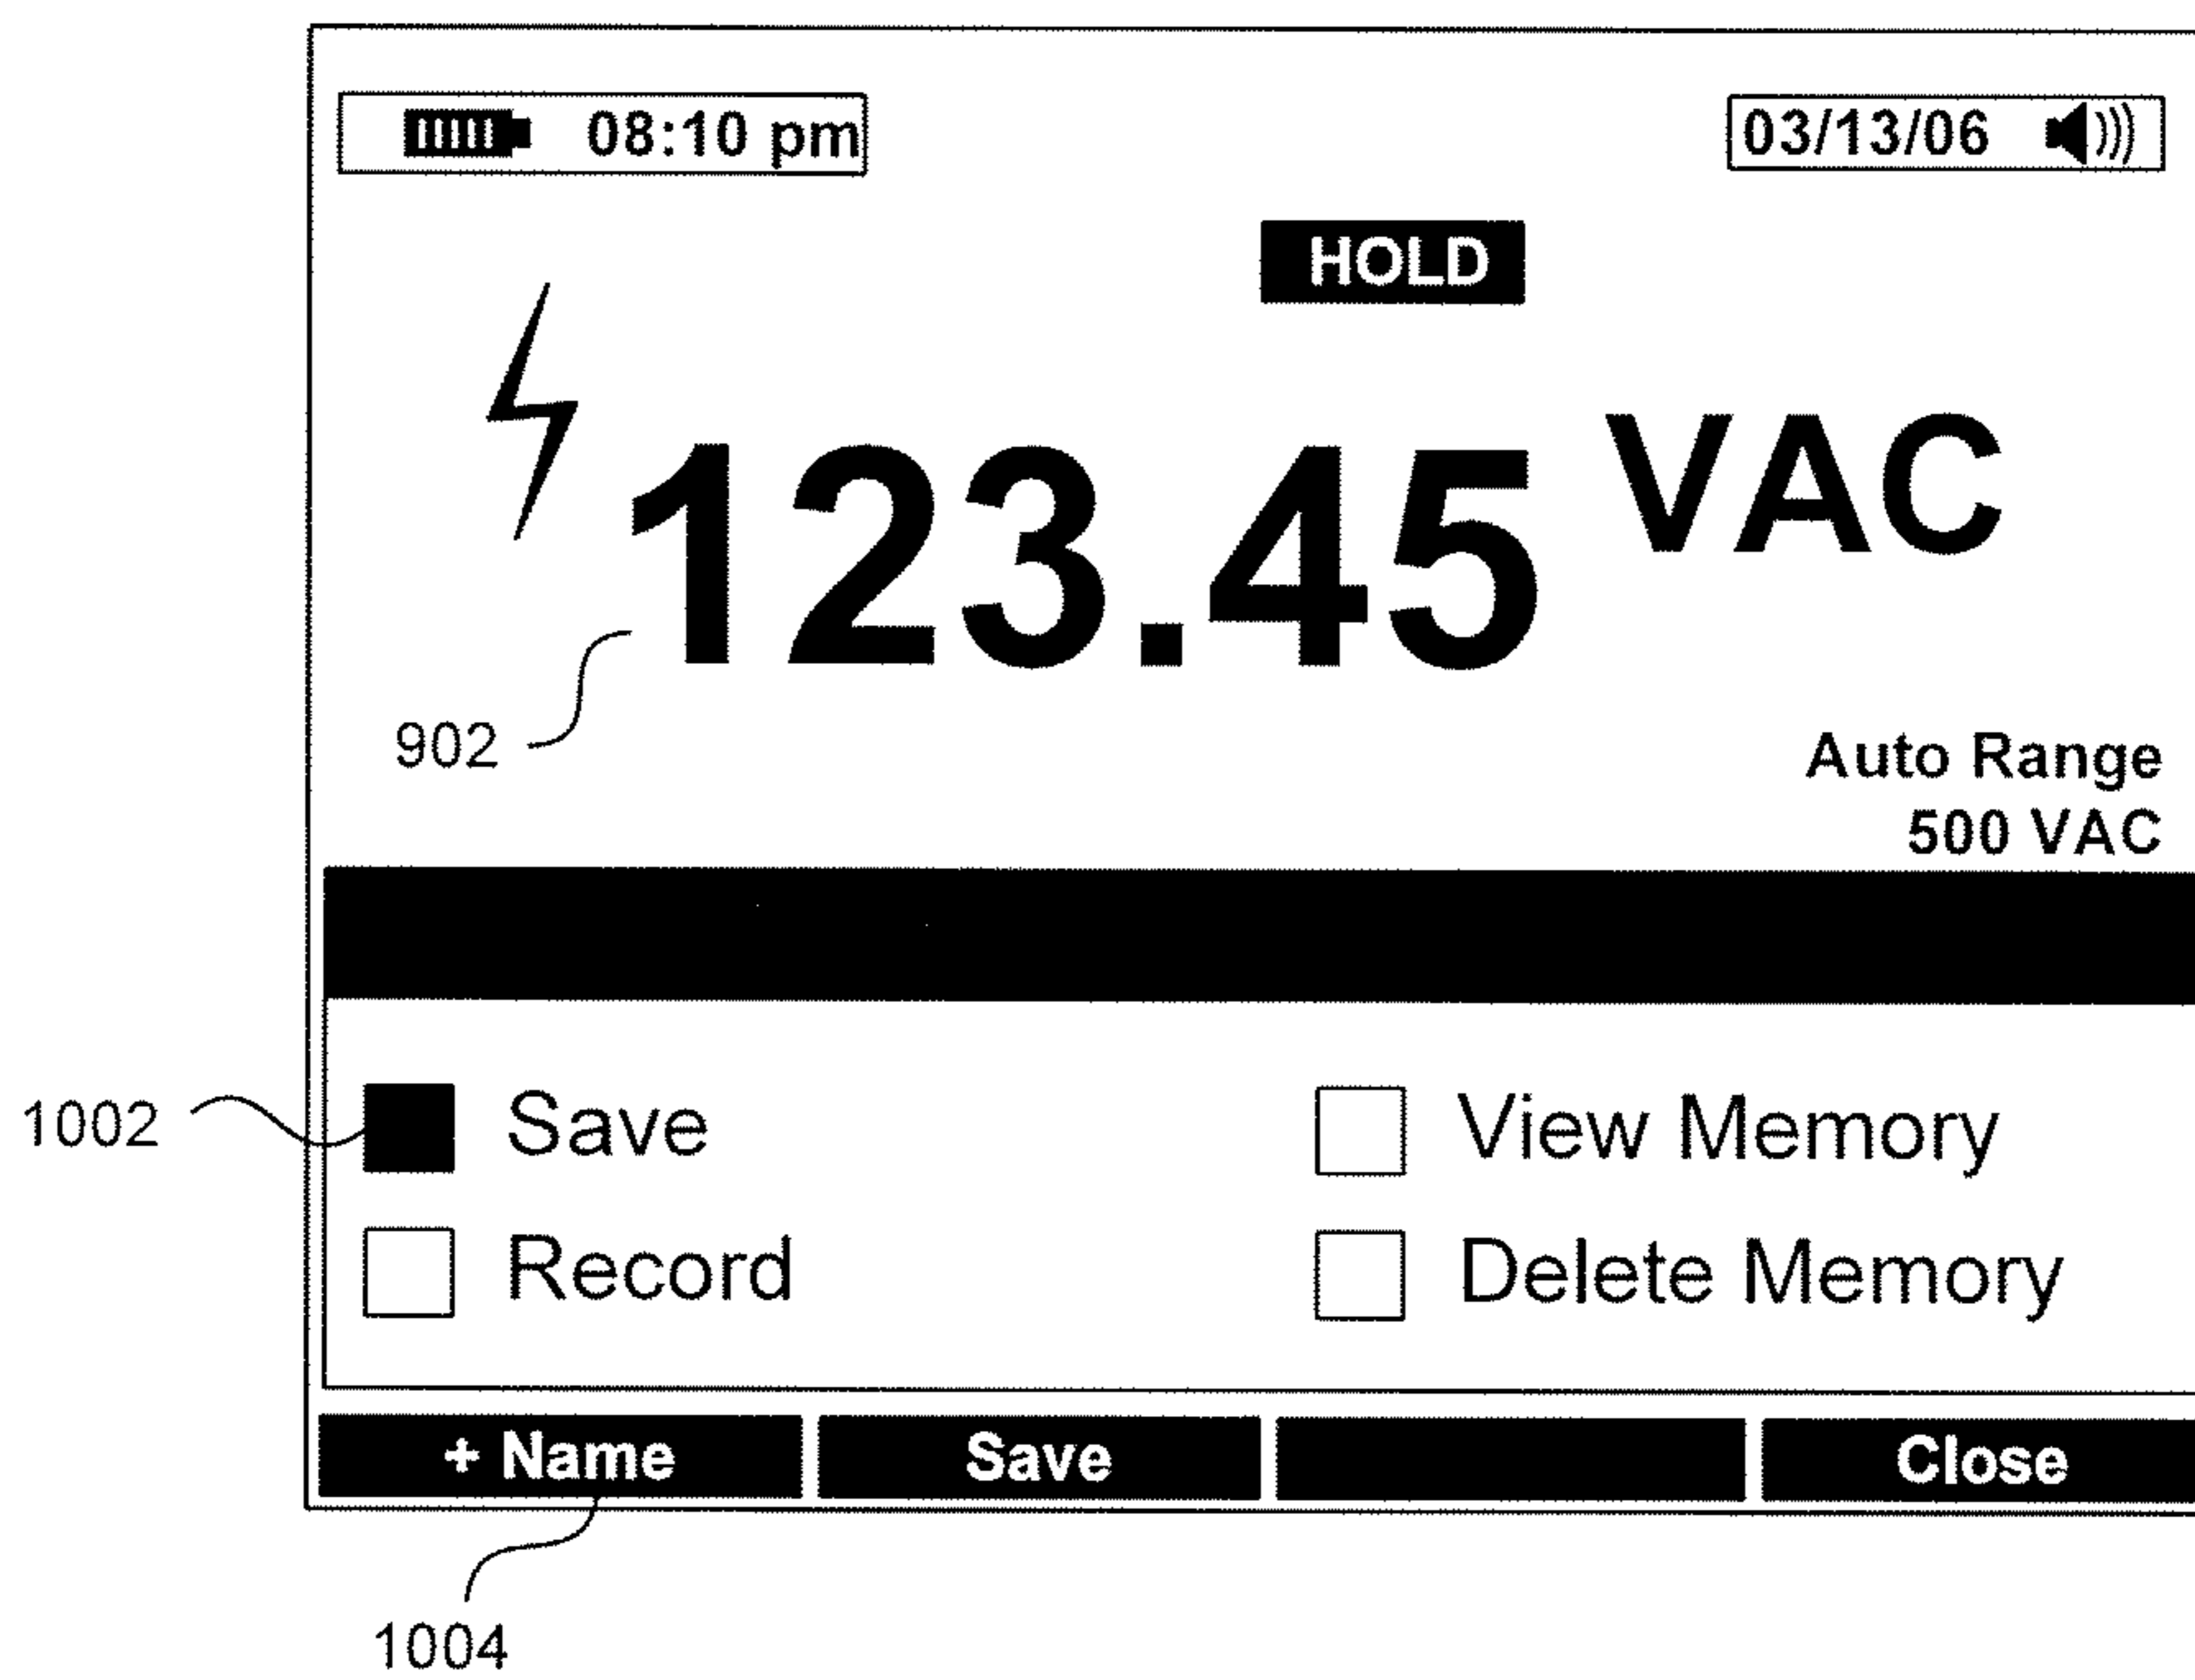 08:10 pm 03/13/06
HOLD
123.45 VAC
902
Auto Range
500 VAC
1002 Save View Memory
Record Delete Memory
+ Name Save Close
1004